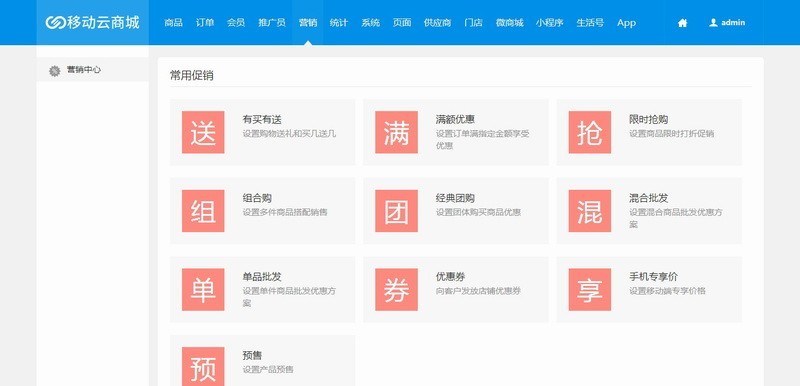 移动云商城 商品 订单 会员 推广员 营销 统计 系统 页面 供应商 门店 微商城 小程序 生活号 App admin
营销中心
常用促销
送
有买有送
设置购物送礼和买几送几
满
满额优惠
设置订单满指定金额享受
优惠
抢
限时抢购
设置商品限时打折促销
组
组合购
设置多件商品搭配销售
团
经典团购
设置团体购买商品优惠
混
混合批发
设置混合商品批发优惠方
案
单
单品批发
设置单件商品批发优惠方
案
券
优惠券
向客户发放店铺优惠券
享
手机专享价
设置移动端专享价格
预
预售
设置产品预售